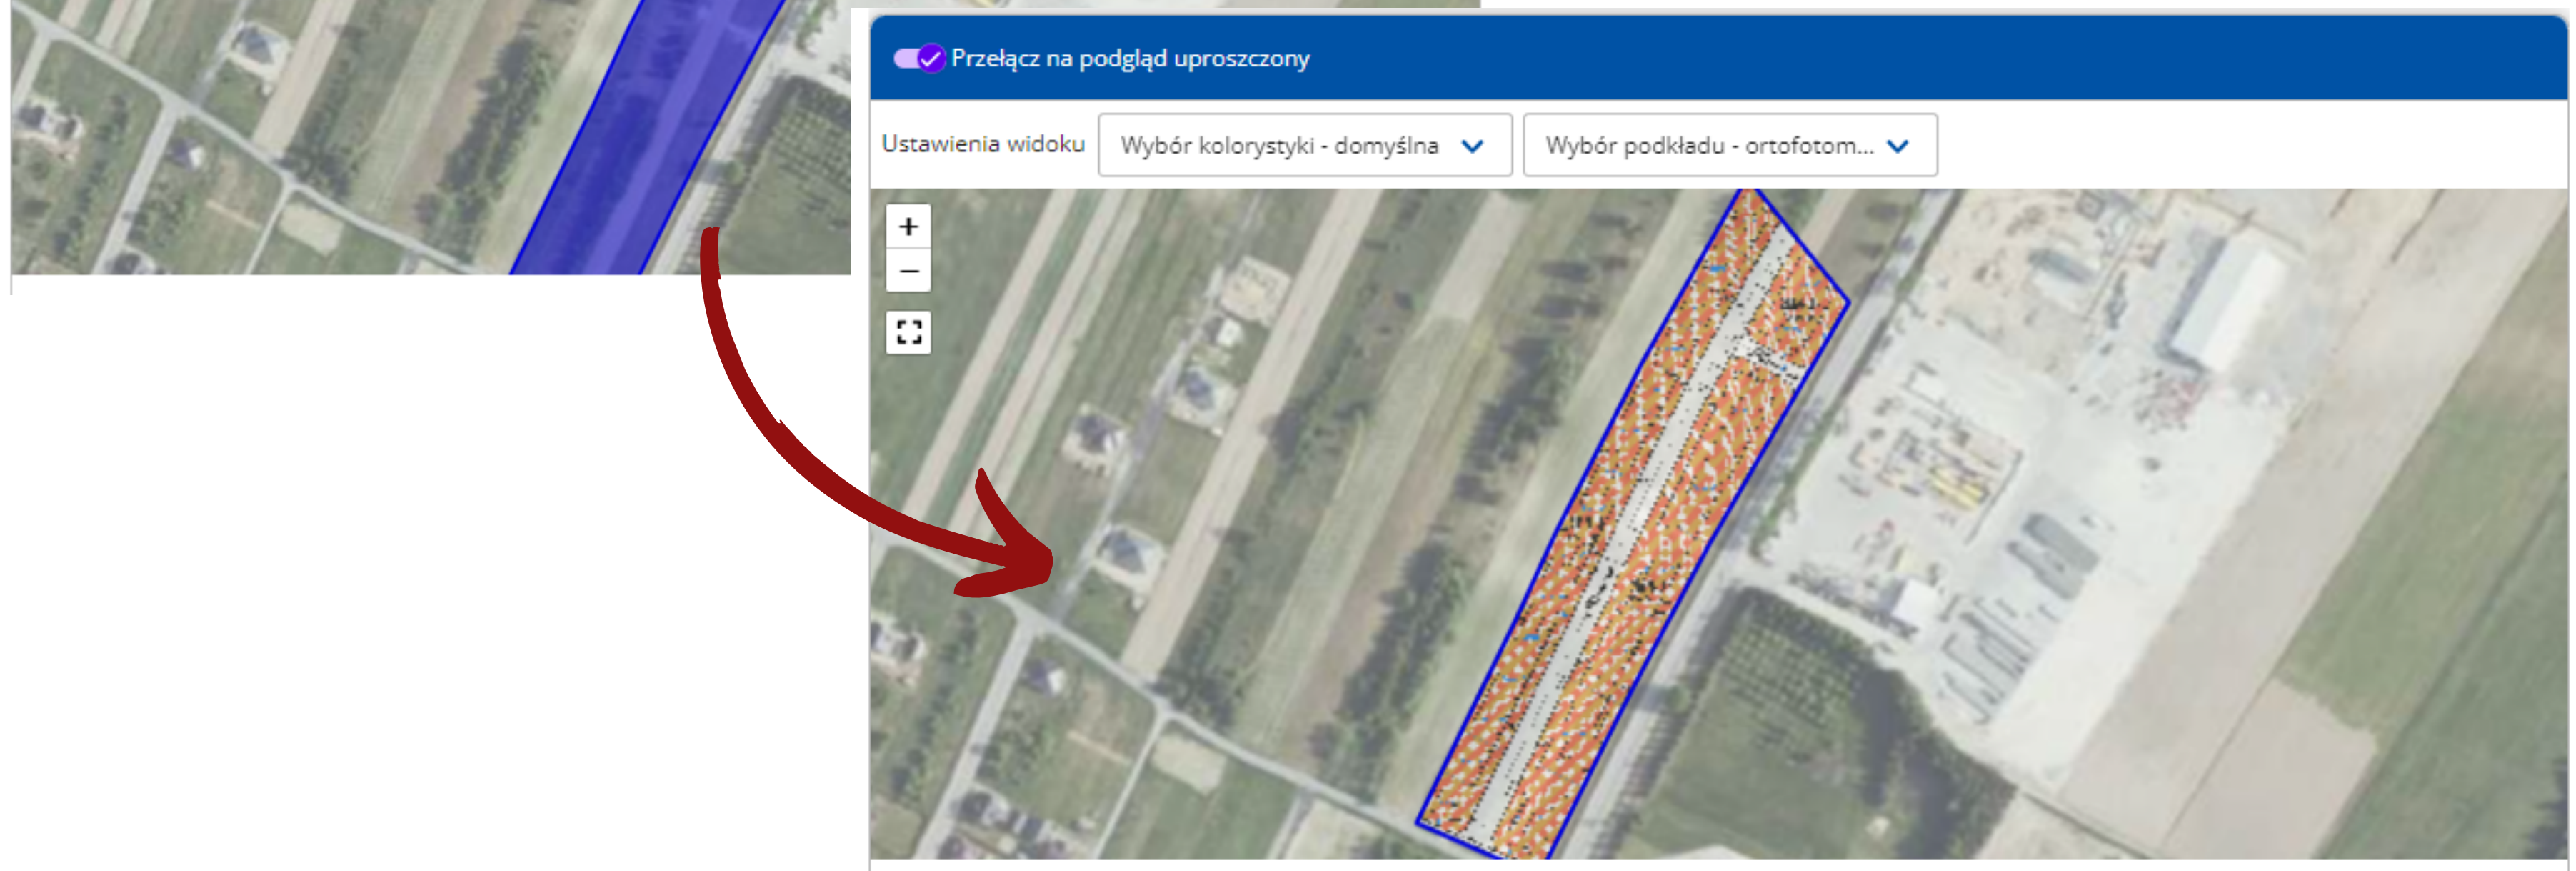 Przełącz na podgląd uproszczony
Ustawienia widoku
Wybór kolorystyki - domyślna
Wybór podkładu - ortofotom...
+
−